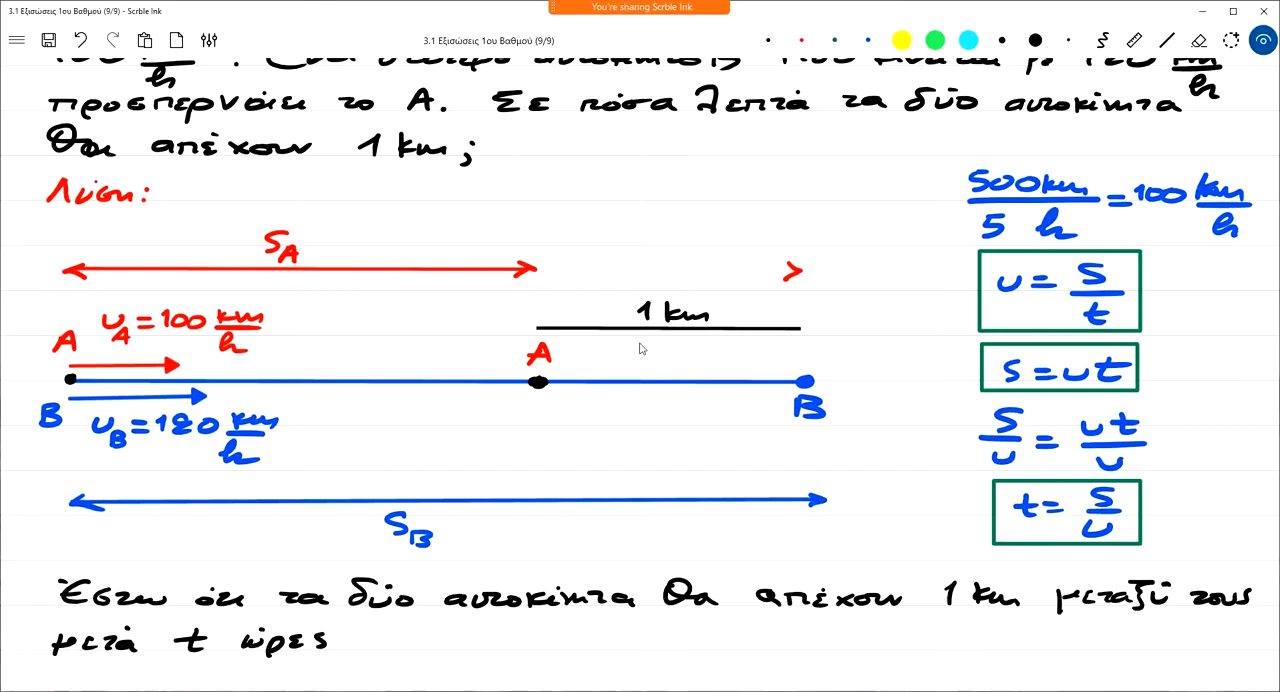 3.1 Εξισώσεις 1ου Βαθμού (9/9) - Scrble Ink
You're sharing Scrble Ink
3.1 Εξισώσεις 1ου Βαθμού (9/9)
h
h
προσπερνάει το Α. Σε πόσα λεπτά τα δύο αυτοκίνητα
θα απέχουν 1 km;
Λύση:
500km/5 h = 100 km/h
S_A
υ = S/t
1 km
A υ_A = 100 km/h
A
S = υt
B υ_B = 120 km/h
B
S/υ = υt/υ
t = S/υ
S_B
Έστω ότι τα δύο αυτοκίνητα θα απέχουν 1 km μεταξύ τους
μετά t ώρες